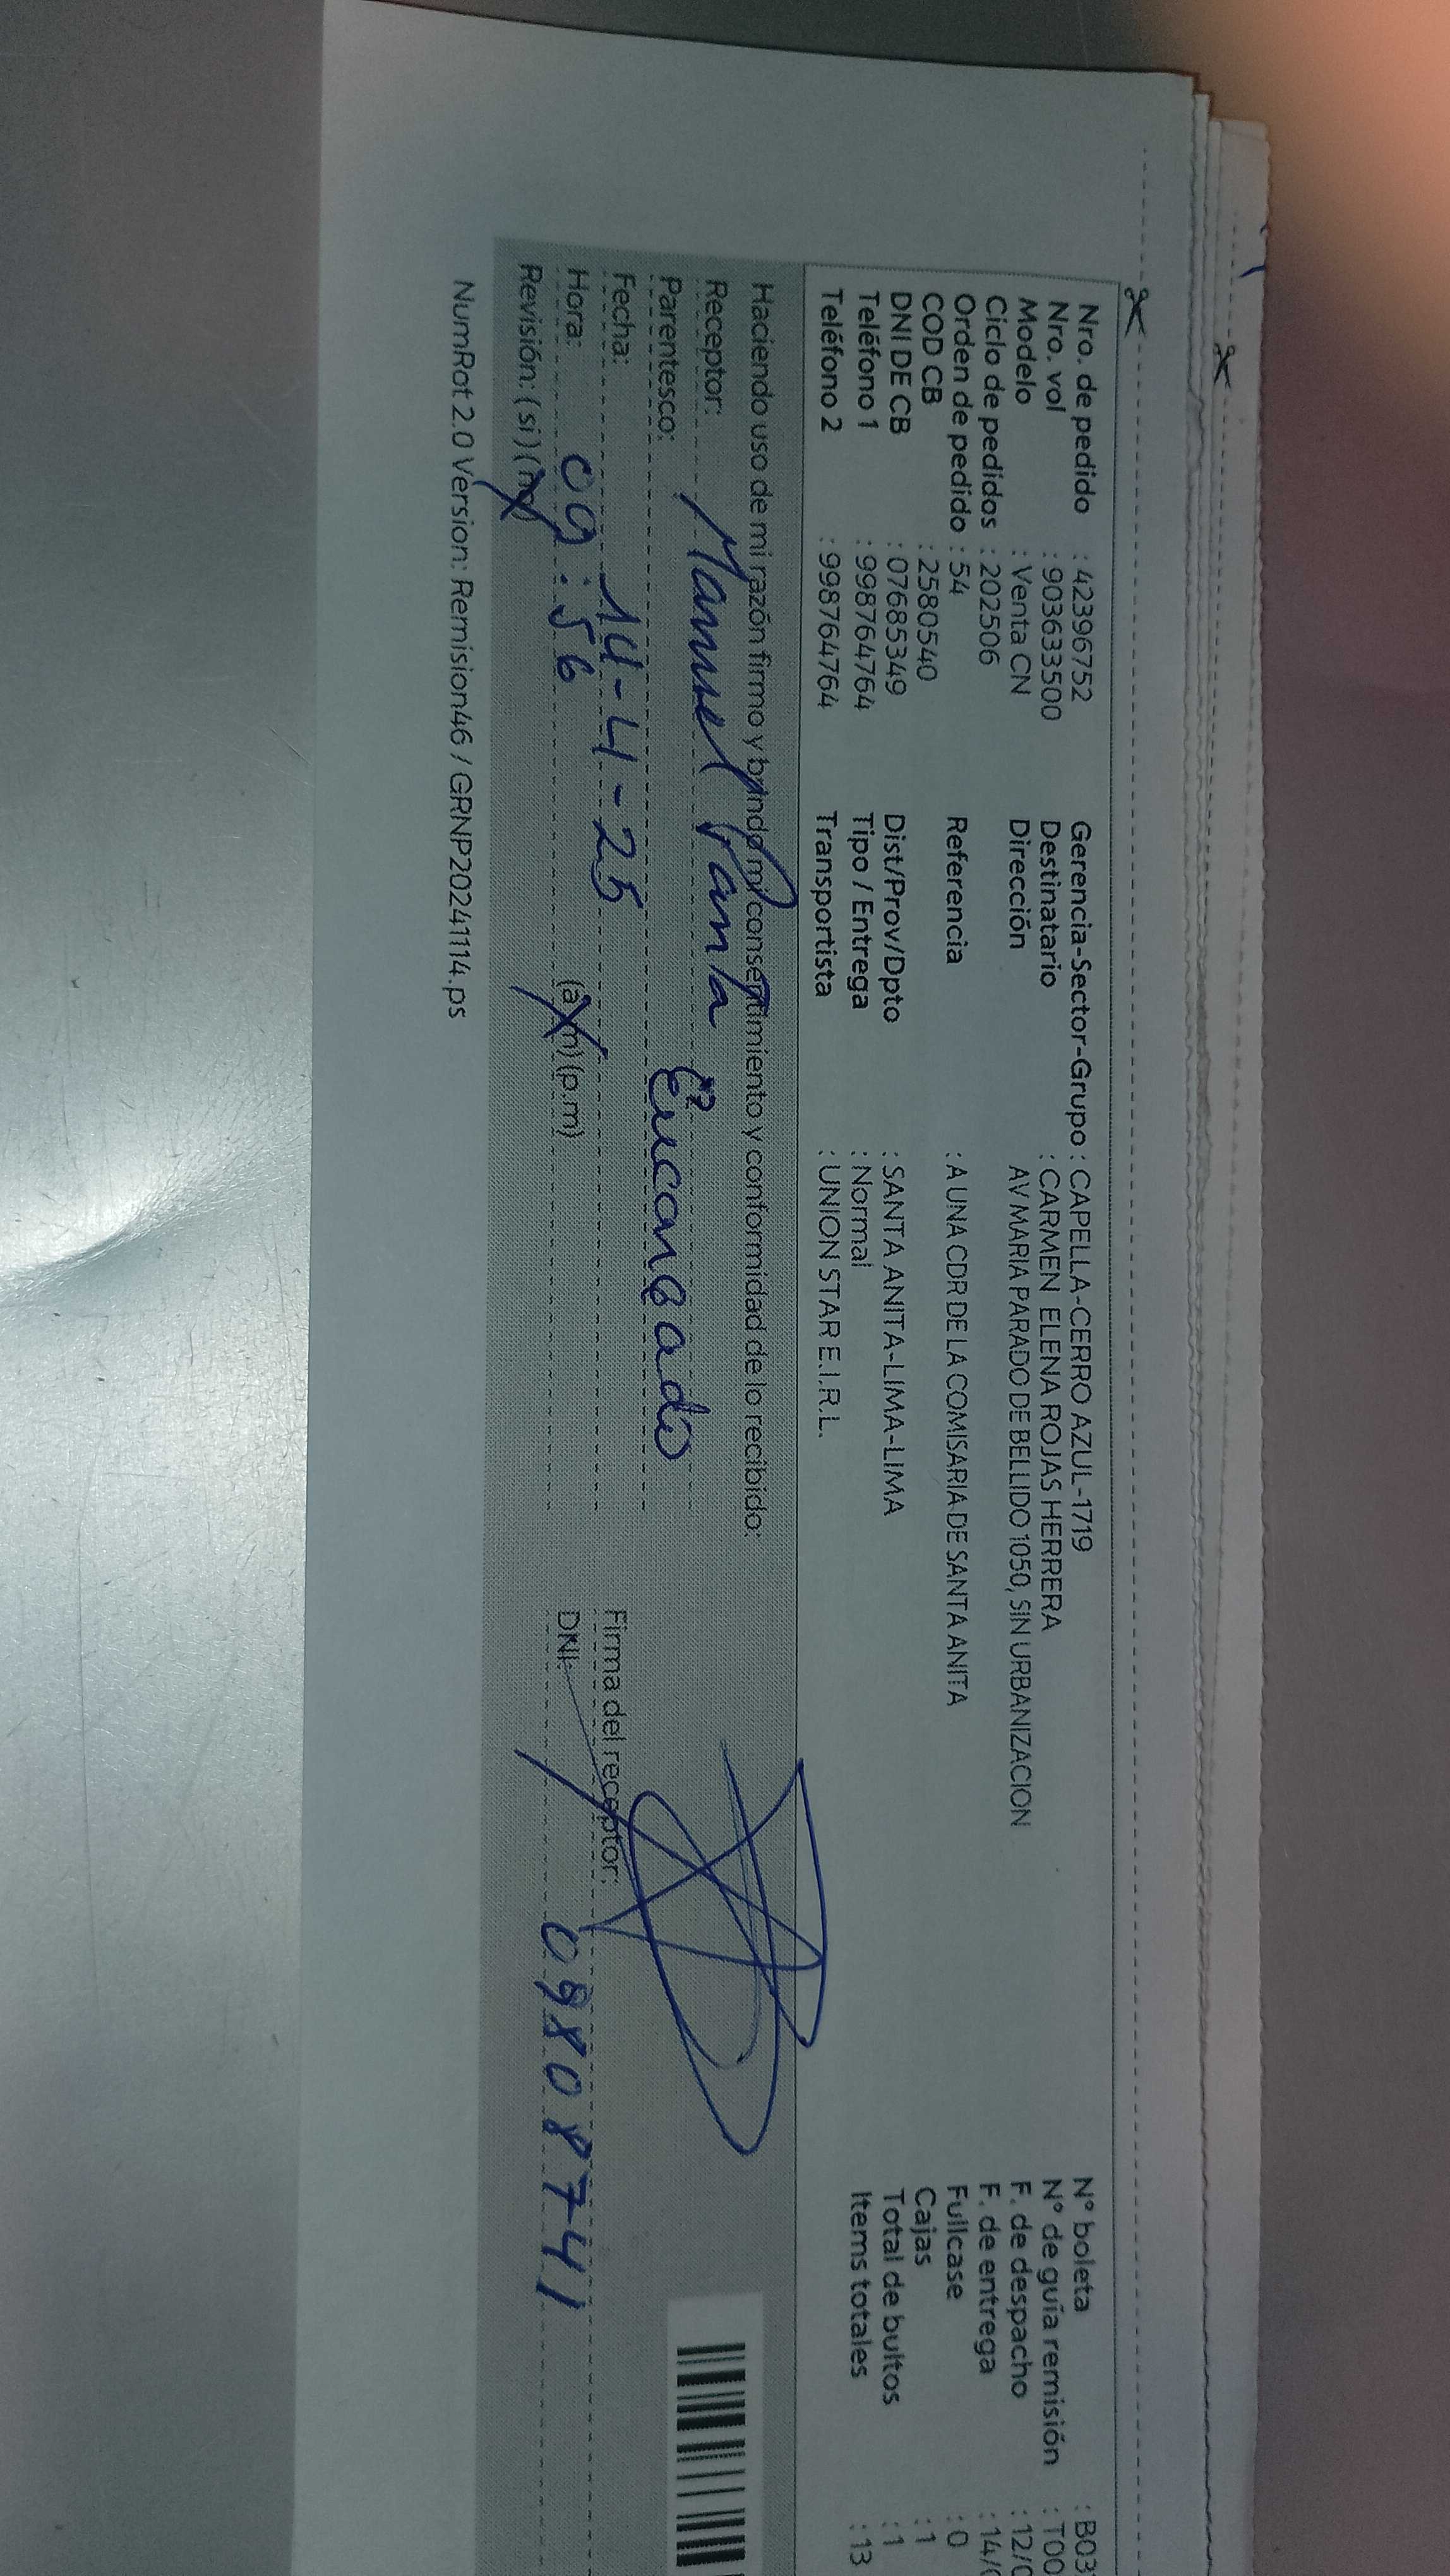 Nro. de pedido : 42396752 Gerencia-Sector-Grupo : CAPELLA-CERRO AZUL-1719 N° boleta : B03
Nro. vol : 903633500 Destinatario : CARMEN ELENA ROJAS HERRERA N° de guía remisión : T00
Modelo : Venta CN Dirección AV MARIA PARADO DE BELLIDO 1050, SIN URBANIZACION F. de despacho : 12/0
Ciclo de pedidos : 202506 F. de entrega : 14/0
Orden de pedido : 54 Referencia : A UNA CDR DE LA COMISARIA DE SANTA ANITA Fullcase : 0
COD CB : 2580540 Cajas : 1
DNI DE CB : 07685349 Dist/Prov/Dpto : SANTA ANITA-LIMA-LIMA Total de bultos : 1
Teléfono 1 : 998764764 Tipo / Entrega : Normal Items totales : 13
Teléfono 2 : 998764764 Transportista : UNION STAR E.I.R.L.
Haciendo uso de mi razón firmo y brindo mi consentimiento y conformidad de lo recibido:
Receptor: Manuel
Parentesco: Encargado
Fecha: 14-4-25 Firma del receptor:
Hora: 09:56 (a.m) (p.m) DNI: 09808741
Revisión: (si) (no)
NumRot 2.0 Version: Remision46 / GRNP20241114.ps